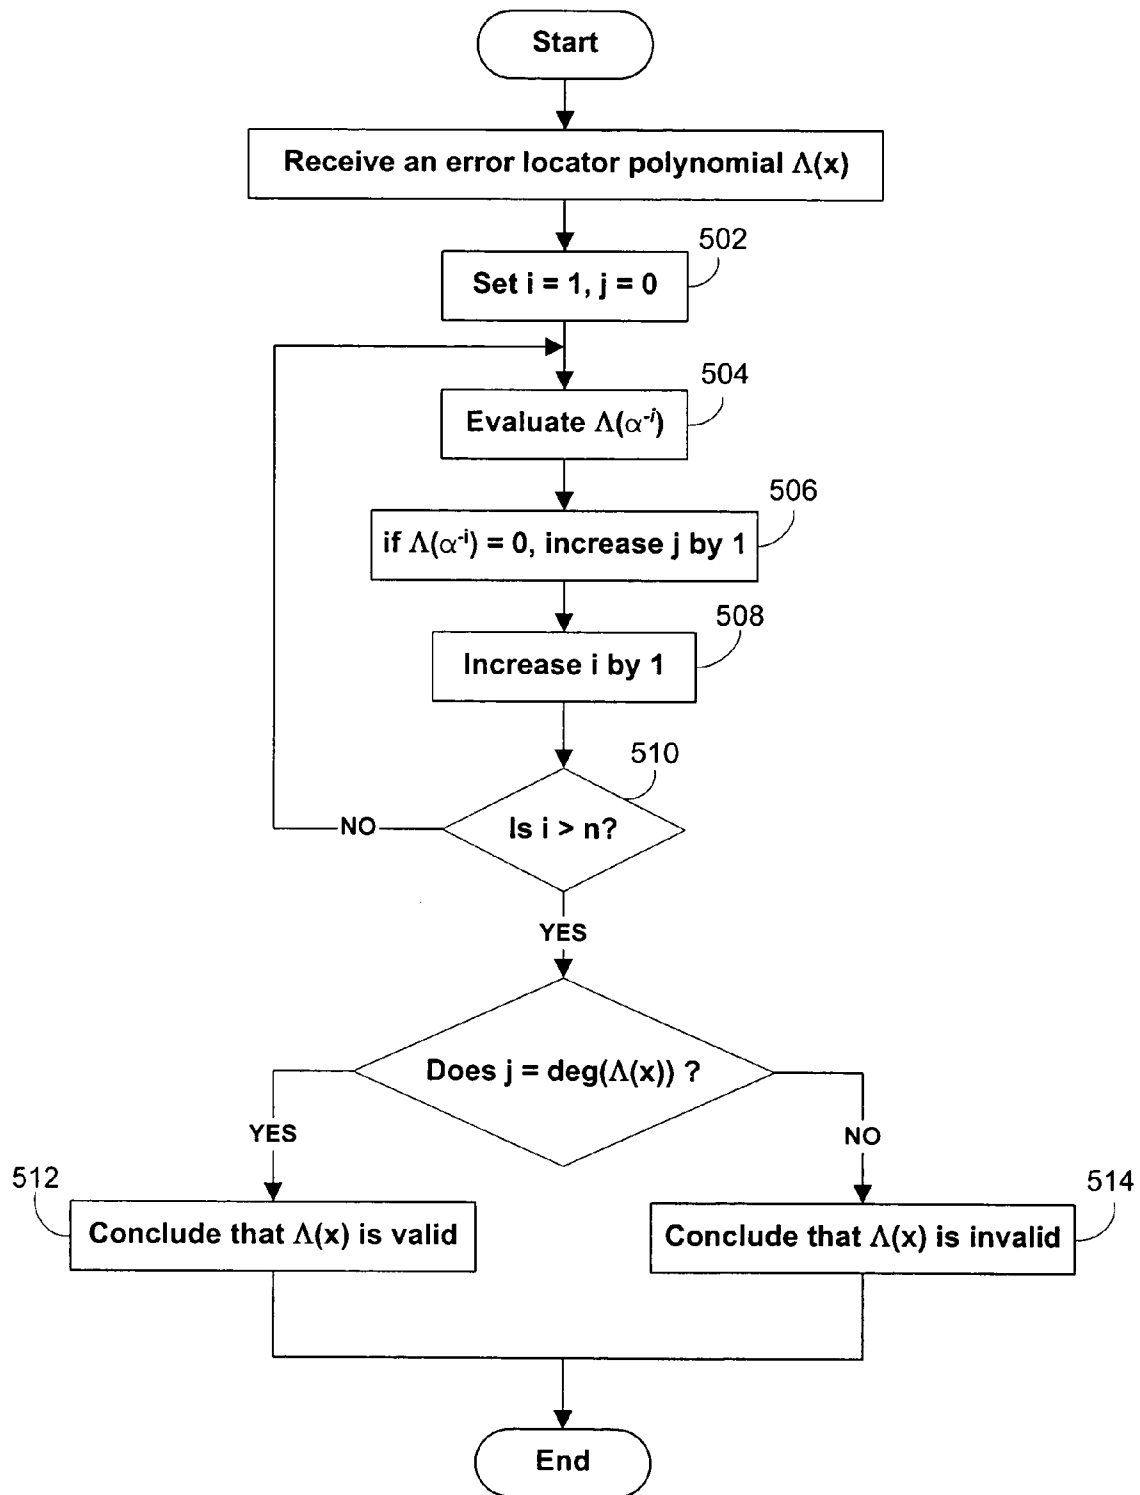 Start
Receive an error locator polynomial Λ(x)
502
Set i = 1, j = 0
504
Evaluate Λ(α⁻ⁱ)
506
if Λ(α⁻ⁱ) = 0, increase j by 1
508
Increase i by 1
510
Is i > n?
NO
YES
Does j = deg(Λ(x)) ?
YES
NO
512
Conclude that Λ(x) is valid
514
Conclude that Λ(x) is invalid
End